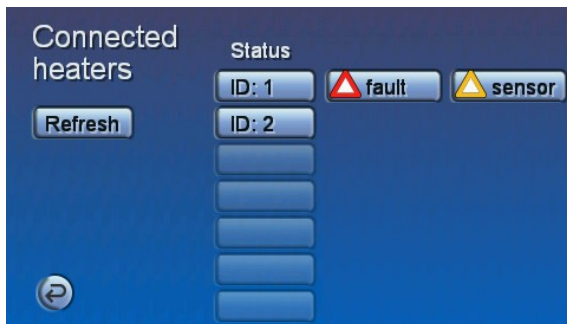 Connected
heaters
Status
ID: 1 fault sensor
Refresh
ID: 2